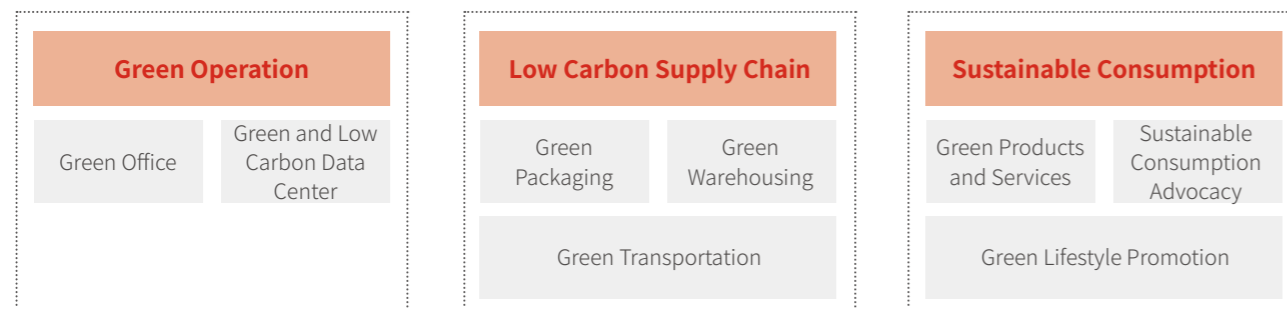 Green Operation
Green Office
Green and Low
Carbon Data
Center
Low Carbon Supply Chain
Green
Packaging
Green
Warehousing
Green Transportation
Sustainable Consumption
Green Products
and Services
Sustainable
Consumption
Advocacy
Green Lifestyle Promotion